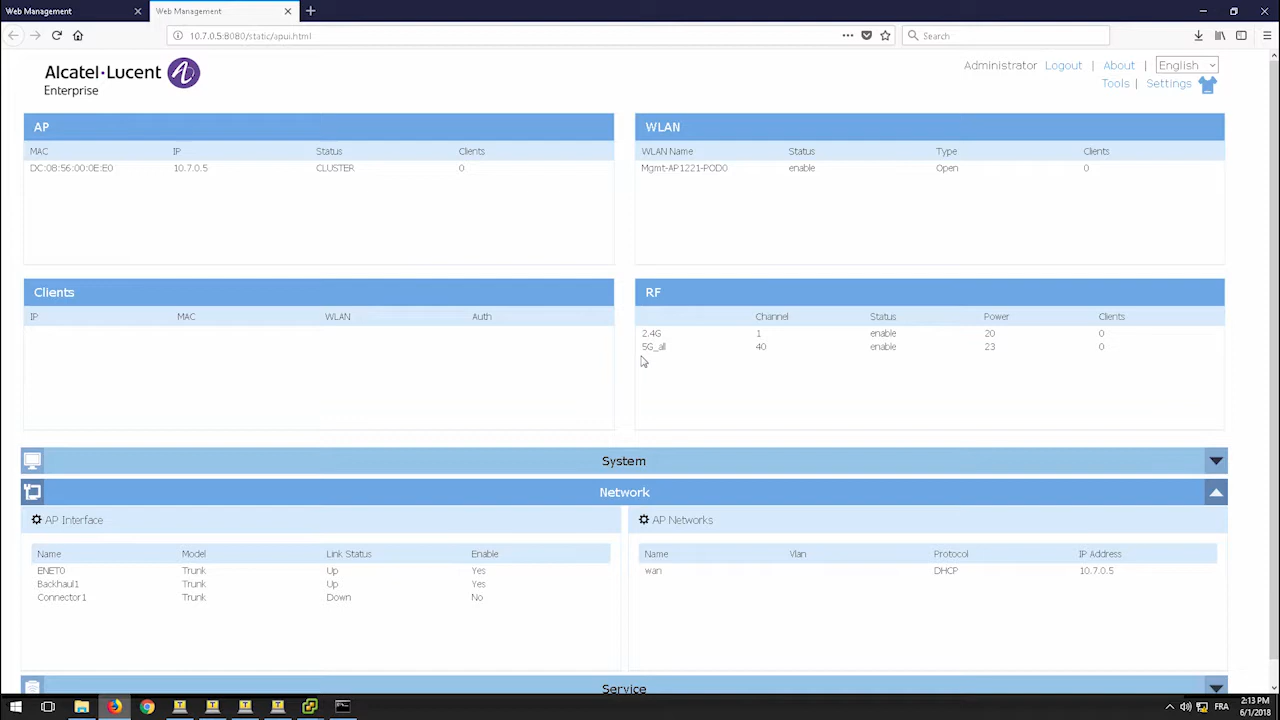 Web Management
Web Management
10.7.0.5:8080/static/apui.html
Search
Alcatel·Lucent
Enterprise
Administrator Logout | About | English
Tools | Settings
AP
MAC IP Status Clients
DC:08:56:00:0E:E0 10.7.0.5 CLUSTER 0
WLAN
WLAN Name Status Type Clients
Mgmt-AP1221-POD0 enable Open 0
Clients
IP MAC WLAN Auth
RF
Channel Status Power Clients
2.4G 1 enable 20 0
5G_all 40 enable 23 0
System
Network
AP Interface
Name Model Link Status Enable
ENET0 Trunk Up Yes
Backhaul1 Trunk Up Yes
Connector1 Trunk Down No
AP Networks
Name Vlan Protocol IP Address
wan DHCP 10.7.0.5
Service
FRA
2:13 PM
6/1/2018